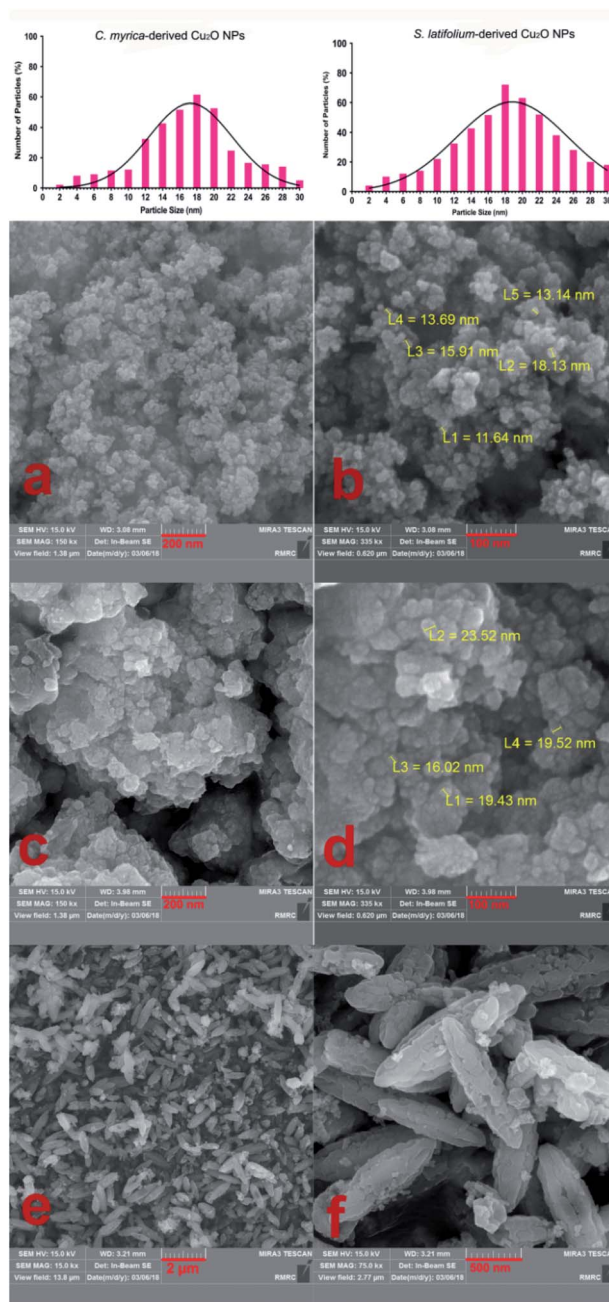 C. myrica-derived Cu₂O NPs
S. latifolium-derived Cu₂O NPs
Number of Particles (%)
100
80
60
40
20
0
0 2 4 6 8 10 12 14 16 18 20 22 24 26 28 30
Particle Size (nm)
Number of Particles (%)
100
80
60
40
20
0
0 2 4 6 8 10 12 14 16 18 20 22 24 26 28 30
Particle Size (nm)
a
SEM HV: 15.0 kV WD: 3.08 mm MIRA3 TESCAN
SEM MAG: 150 kx Det: In-Beam SE 200 nm
View field: 1.38 µm Date(m/d/y): 03/06/18 RMRC
L5 = 13.14 nm
L4 = 13.69 nm
L3 = 15.91 nm
L2 = 18.13 nm
L1 = 11.64 nm
b
SEM HV: 15.0 kV WD: 3.08 mm MIRA3 TESCAN
SEM MAG: 335 kx Det: In-Beam SE 100 nm
View field: 0.620 µm Date(m/d/y): 03/06/18 RMRC
c
SEM HV: 15.0 kV WD: 3.98 mm MIRA3 TESCAN
SEM MAG: 150 kx Det: In-Beam SE 200 nm
View field: 1.38 µm Date(m/d/y): 03/06/18 RMRC
L2 = 23.52 nm
L4 = 19.52 nm
L3 = 16.02 nm
L1 = 19.43 nm
d
SEM HV: 15.0 kV WD: 3.98 mm MIRA3 TESCAN
SEM MAG: 335 kx Det: In-Beam SE 100 nm
View field: 0.620 µm Date(m/d/y): 03/06/18 RMRC
e
SEM HV: 15.0 kV WD: 3.21 mm MIRA3 TESCAN
SEM MAG: 15.0 kx Det: In-Beam SE 2 µm
View field: 13.8 µm Date(m/d/y): 03/06/18 RMRC
f
SEM HV: 15.0 kV WD: 3.21 mm MIRA3 TESCAN
SEM MAG: 75.0 kx Det: In-Beam SE 500 nm
View field: 2.77 µm Date(m/d/y): 03/06/18 RMRC